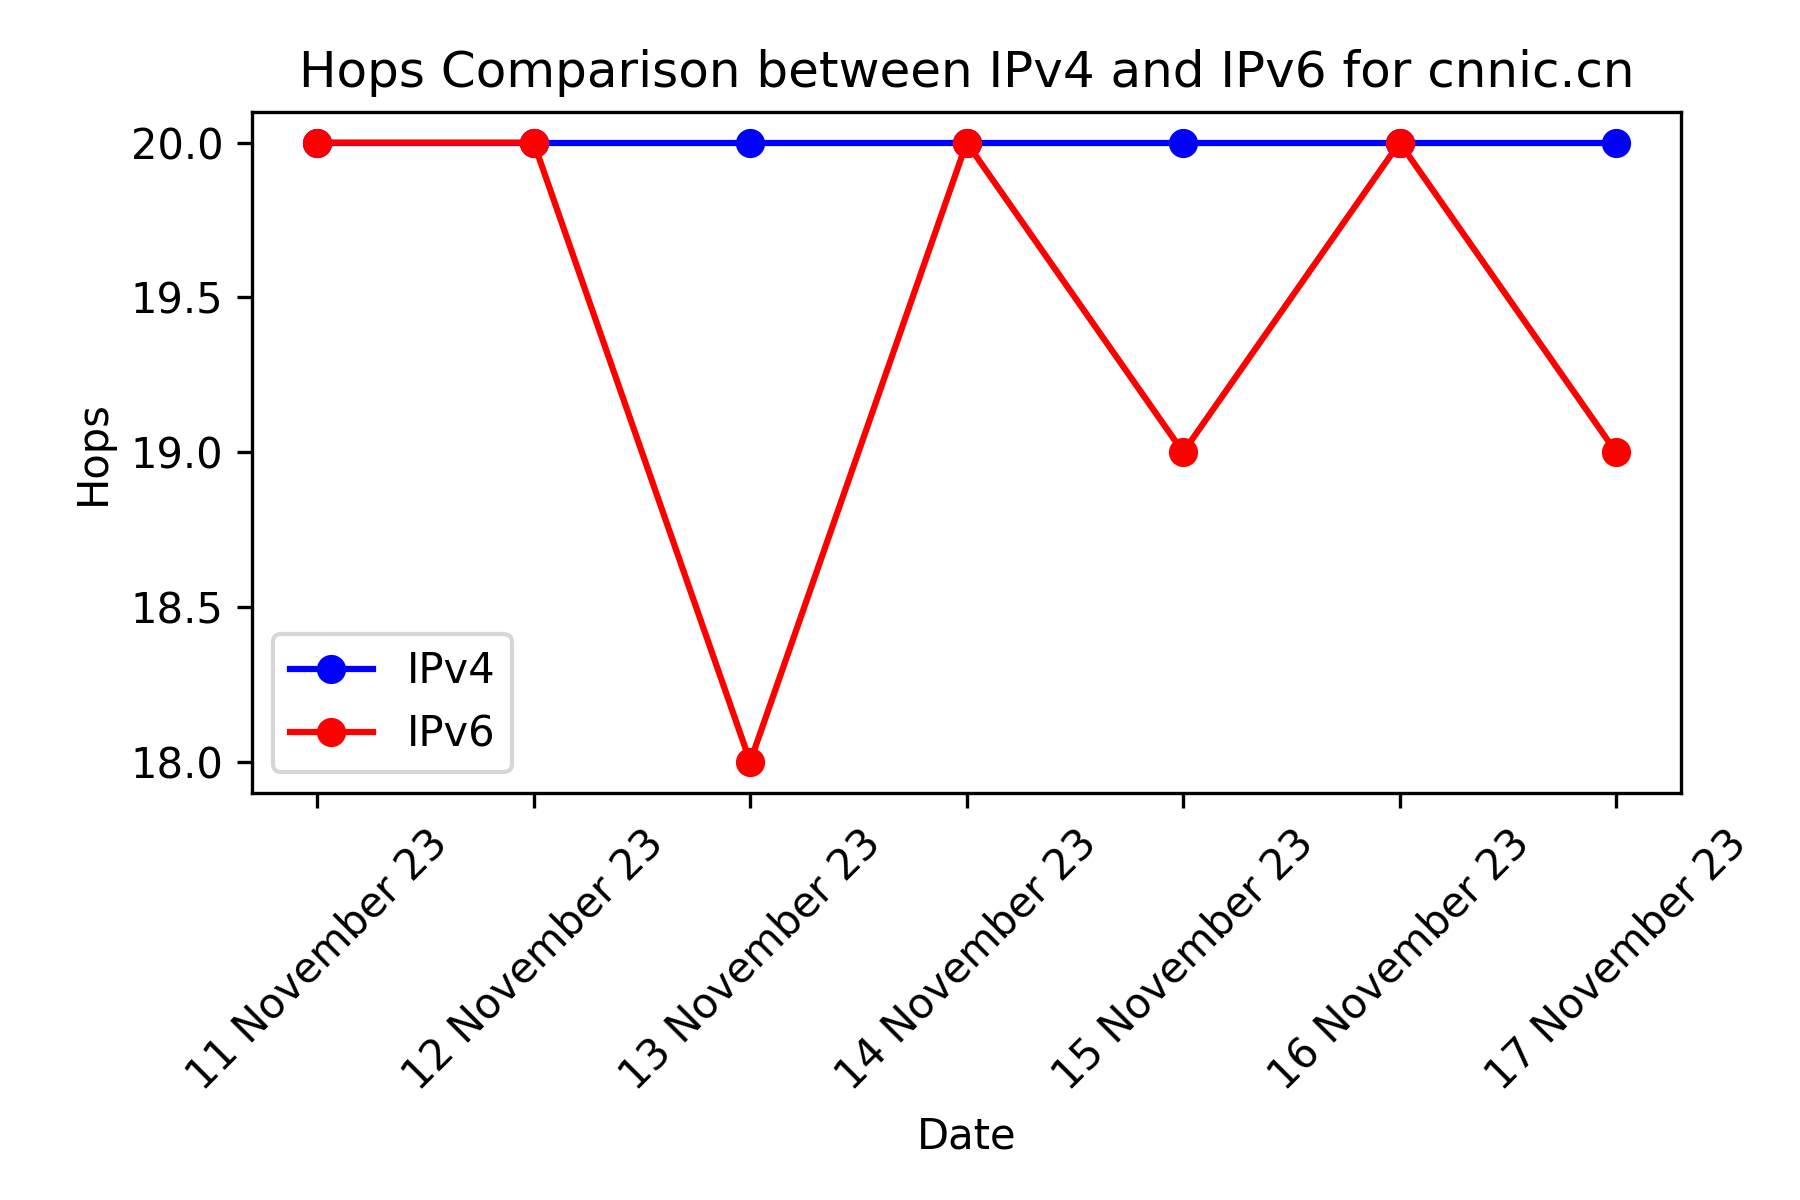 Hops Comparison between IPv4 and IPv6 for cnnic.cn
Hops
20.0
19.5
19.0
18.5
18.0
IPv4
IPv6
11 November 23
12 November 23
13 November 23
14 November 23
15 November 23
16 November 23
17 November 23
Date